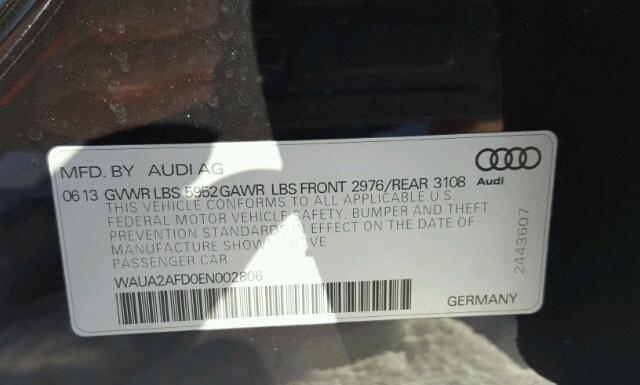 MFD. BY AUDI AG
06 13 GVWR LBS 5952 GAWR LBS FRONT 2976/REAR 3108
THIS VEHICLE CONFORMS TO ALL APPLICABLE U.S.
FEDERAL MOTOR VEHICLE SAFETY, BUMPER AND THEFT
PREVENTION STANDARDS IN EFFECT ON THE DATE OF
MANUFACTURE SHOWN ABOVE
PASSENGER CAR
WAUA2AFD0EN002806
Audi
2443607
GERMANY